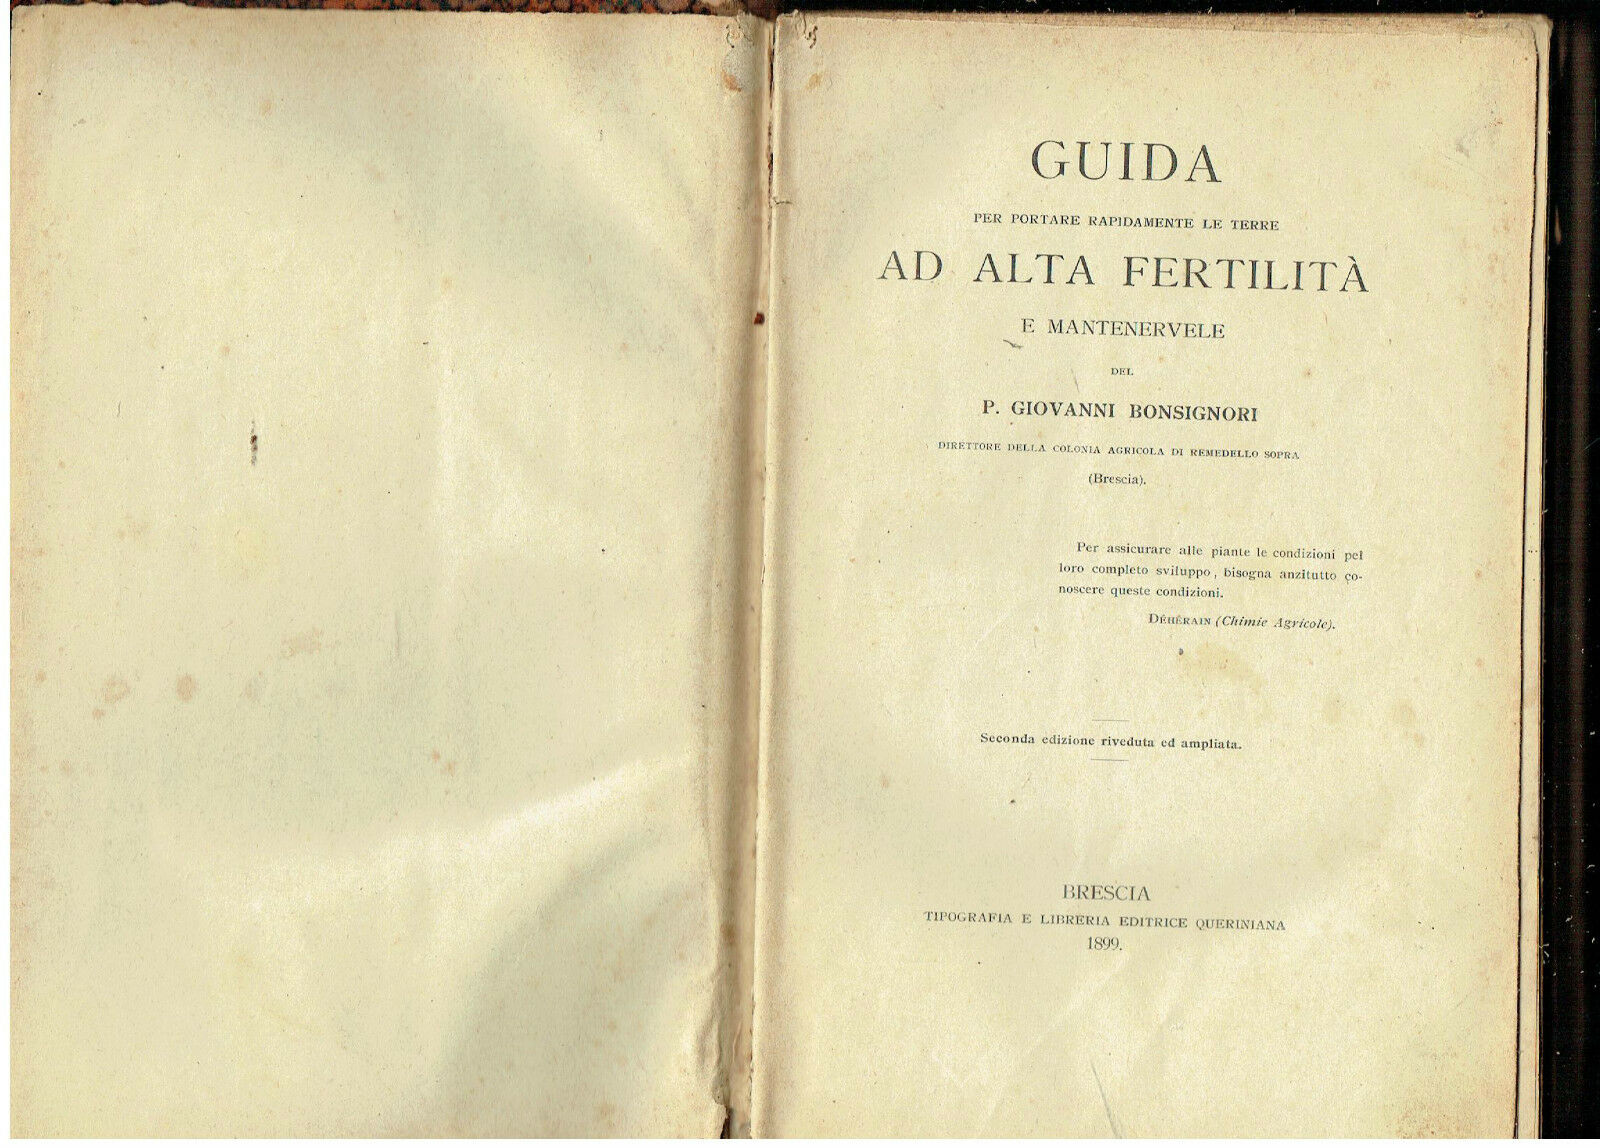 GUIDA
PER PORTARE RAPIDAMENTE LE TERRE
AD ALTA FERTILITÀ
E MANTENERVELE
DEL
P. GIOVANNI BONSIGNORI
DIRETTORE DELLA COLONIA AGRICOLA DI REMEDELLO SOPRA
(Brescia).
Per assicurare alle piante le condizioni pel
loro completo sviluppo, bisogna anzitutto co-
noscere queste condizioni.
DÉHÉRAIN (Chimie Agricole).
Seconda edizione riveduta ed ampliata.
BRESCIA
TIPOGRAFIA E LIBRERIA EDITRICE QUERINIANA
1899.